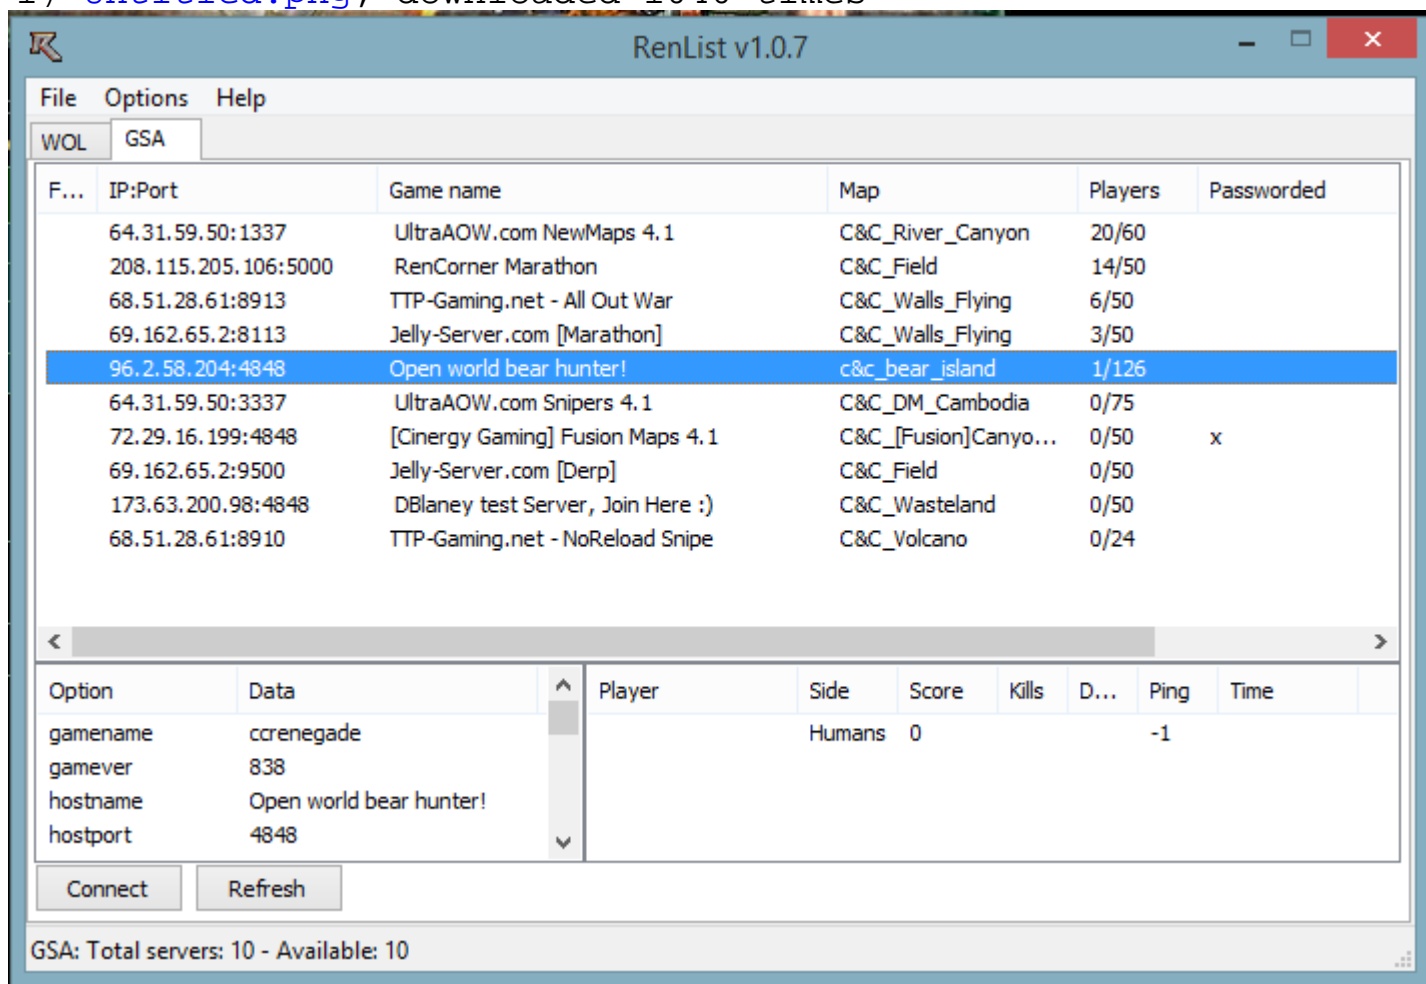 RenList v1.0.7
File Options Help
WOL GSA
F... IP:Port Game name Map Players Passworded
64.31.59.50:1337 UltraAOW.com NewMaps 4.1 C&C_River_Canyon 20/60
208.115.205.106:5000 RenCorner Marathon C&C_Field 14/50
68.51.28.61:8913 TTP-Gaming.net - All Out War C&C_Walls_Flying 6/50
69.162.65.2:8113 Jelly-Server.com [Marathon] C&C_Walls_Flying 3/50
96.2.58.204:4848 Open world bear hunter! c&c_bear_island 1/126
64.31.59.50:3337 UltraAOW.com Snipers 4.1 C&C_DM_Cambodia 0/75
72.29.16.199:4848 [Cinergy Gaming] Fusion Maps 4.1 C&C_[Fusion]Canyo... 0/50 x
69.162.65.2:9500 Jelly-Server.com [Derp] C&C_Field 0/50
173.63.200.98:4848 DBlaney test Server, Join Here :) C&C_Wasteland 0/50
68.51.28.61:8910 TTP-Gaming.net - NoReload Snipe C&C_Volcano 0/24
Option Data Player Side Score Kills D... Ping Time
gamename ccrenegade Humans 0 -1
gamever 838
hostname Open world bear hunter!
hostport 4848
Connect Refresh
GSA: Total servers: 10 - Available: 10